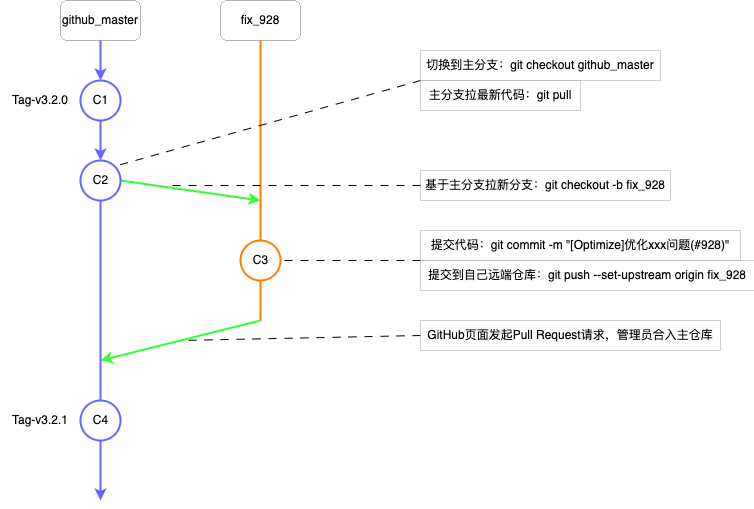 github_master
fix_928
切换到主分支：git checkout github_master
Tag-v3.2.0
C1
主分支拉最新代码：git pull
C2
基于主分支拉新分支：git checkout -b fix_928
提交代码：git commit -m "[Optimize]优化xxx问题(#928)"
C3
提交到自己远端仓库：git push --set-upstream origin fix_928
GitHub页面发起Pull Request请求，管理员合入主仓库
Tag-v3.2.1
C4